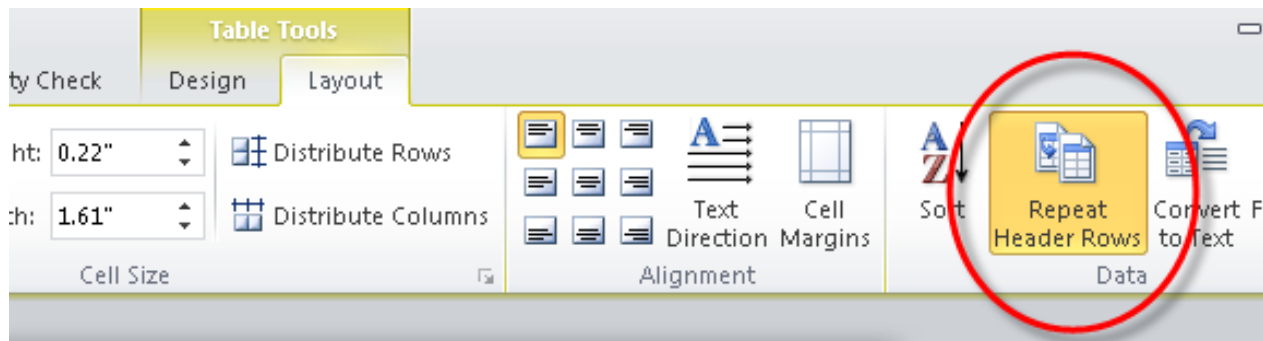 Table Tools
ty Check Design Layout
ht: 0.22" Distribute Rows
th: 1.61" Distribute Columns
Text Direction
Cell Margins
Sort
Repeat Header Rows
Convert to Text
F
Cell Size Alignment Data